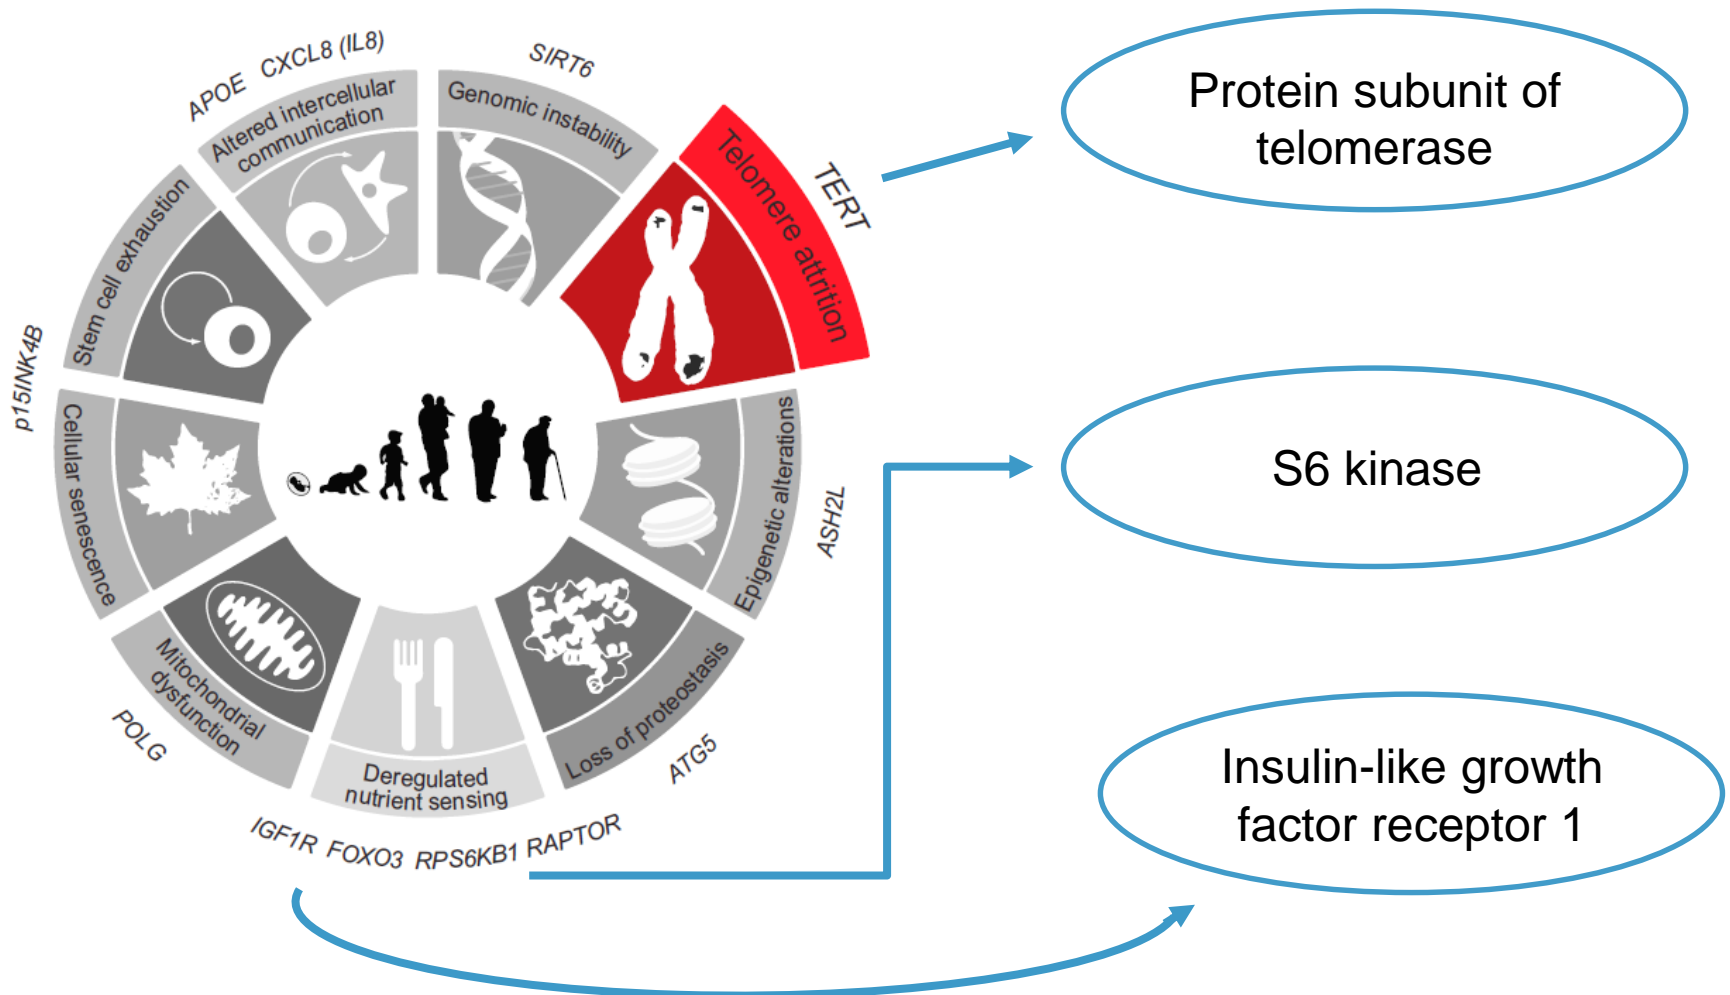 APOE CXCL8 (IL8)
SIRT6
Altered intercellular
communication
Genomic instability
Telomere attrition
TERT
Protein subunit of
telomerase
Stem cell exhaustion
p15INK4B
Cellular senescence
Epigenetic alterations
ASH2L
S6 kinase
Mitochondrial
dysfunction
POLG
Deregulated
nutrient sensing
Loss of proteostasis
ATG5
IGF1R FOXO3 RPS6KB1 RAPTOR
Insulin-like growth
factor receptor 1